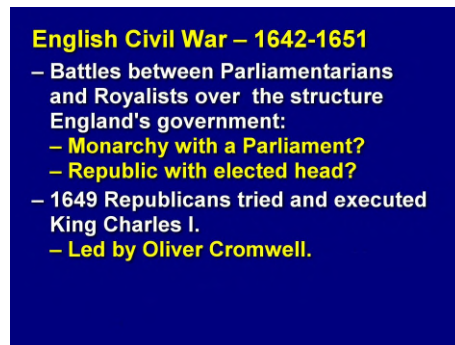 English Civil War – 1642-1651
– Battles between Parliamentarians
and Royalists over the structure
England's government:
– Monarchy with a Parliament?
– Republic with elected head?
– 1649 Republicans tried and executed
King Charles I.
– Led by Oliver Cromwell.